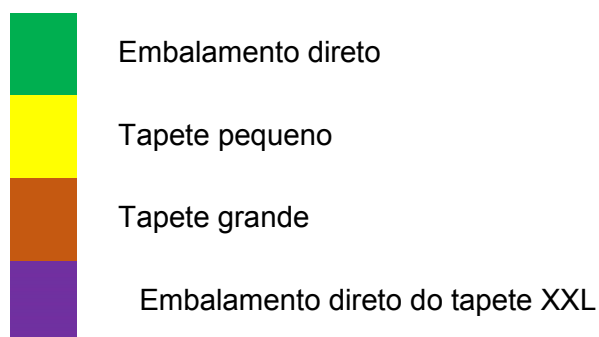 Embalamento direto
Tapete pequeno
Tapete grande
Embalamento direto do tapete XXL